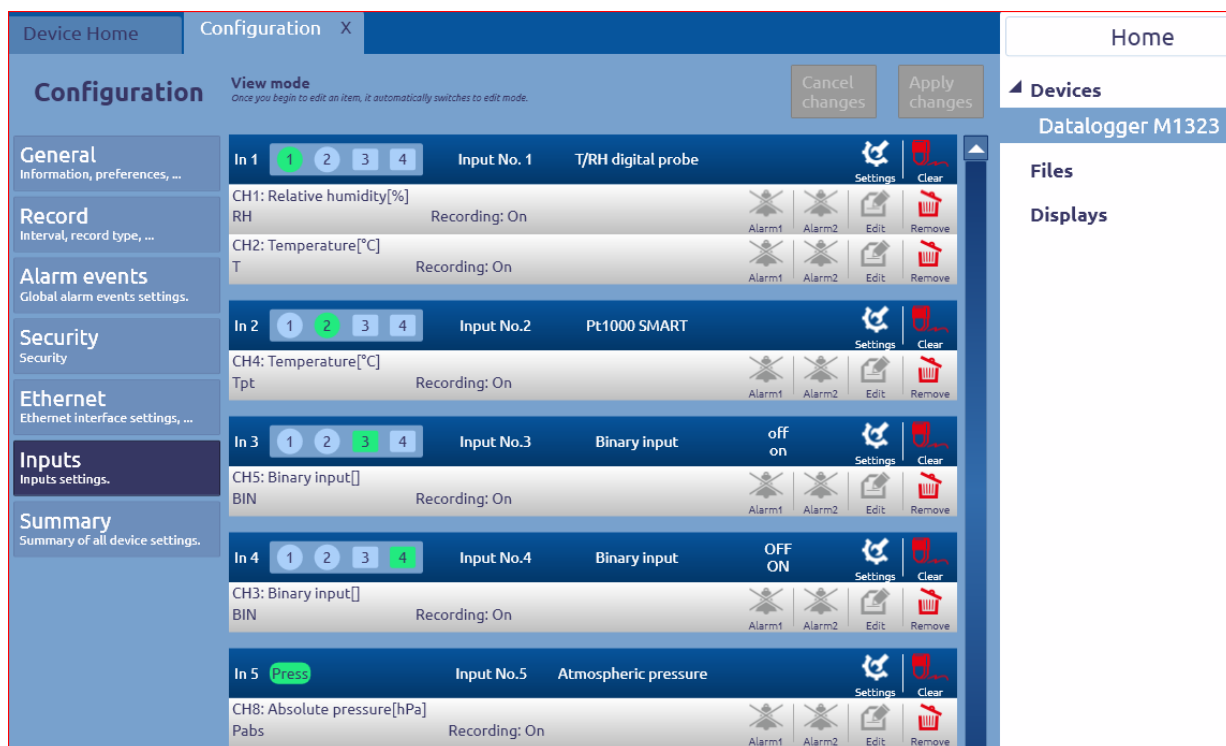 Device Home
Configuration X
Home
Configuration
View mode
Once you begin to edit an item, it automatically switches to edit mode.
Cancel changes
Apply changes
Devices
Datalogger M1323
Files
Displays
General
Information, preferences, ...
Record
Interval, record type, ...
Alarm events
Global alarm events settings.
Security
Security
Ethernet
Ethernet interface settings, ...
Inputs
Inputs settings.
Summary
Summary of all device settings.
In 1 1 2 3 4 Input No. 1 T/RH digital probe Settings Clear
CH1: Relative humidity[%]
RH Recording: On Alarm1 Alarm2 Edit Remove
CH2: Temperature[°C]
T Recording: On Alarm1 Alarm2 Edit Remove
In 2 1 2 3 4 Input No.2 Pt1000 SMART Settings Clear
CH4: Temperature[°C]
Tpt Recording: On Alarm1 Alarm2 Edit Remove
In 3 1 2 3 4 Input No.3 Binary input off on Settings Clear
CH5: Binary input[]
BIN Recording: On Alarm1 Alarm2 Edit Remove
In 4 1 2 3 4 Input No.4 Binary input OFF ON Settings Clear
CH3: Binary input[]
BIN Recording: On Alarm1 Alarm2 Edit Remove
In 5 Press Input No.5 Atmospheric pressure Settings Clear
CH8: Absolute pressure[hPa]
Pabs Recording: On Alarm1 Alarm2 Edit Remove